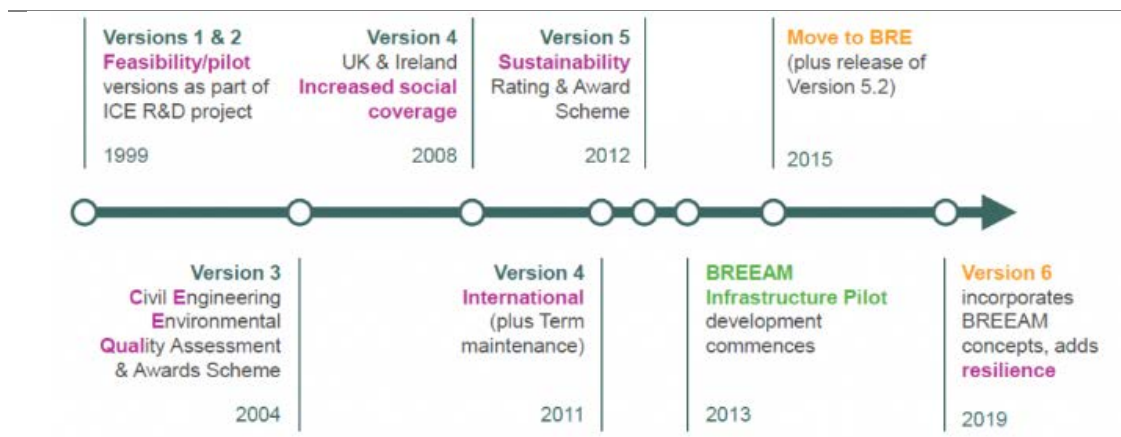 Versions 1 & 2
Feasibility/pilot
versions as part of
ICE R&D project
1999
Version 4
UK & Ireland
Increased social
coverage
2008
Version 5
Sustainability
Rating & Award
Scheme
2012
Move to BRE
(plus release of
Version 5.2)
2015
Version 3
Civil Engineering
Environmental
Quality Assessment
& Awards Scheme
2004
Version 4
International
(plus Term
maintenance)
2011
BREEAM
Infrastructure Pilot
development
commences
2013
Version 6
incorporates
BREEAM
concepts, adds
resilience
2019